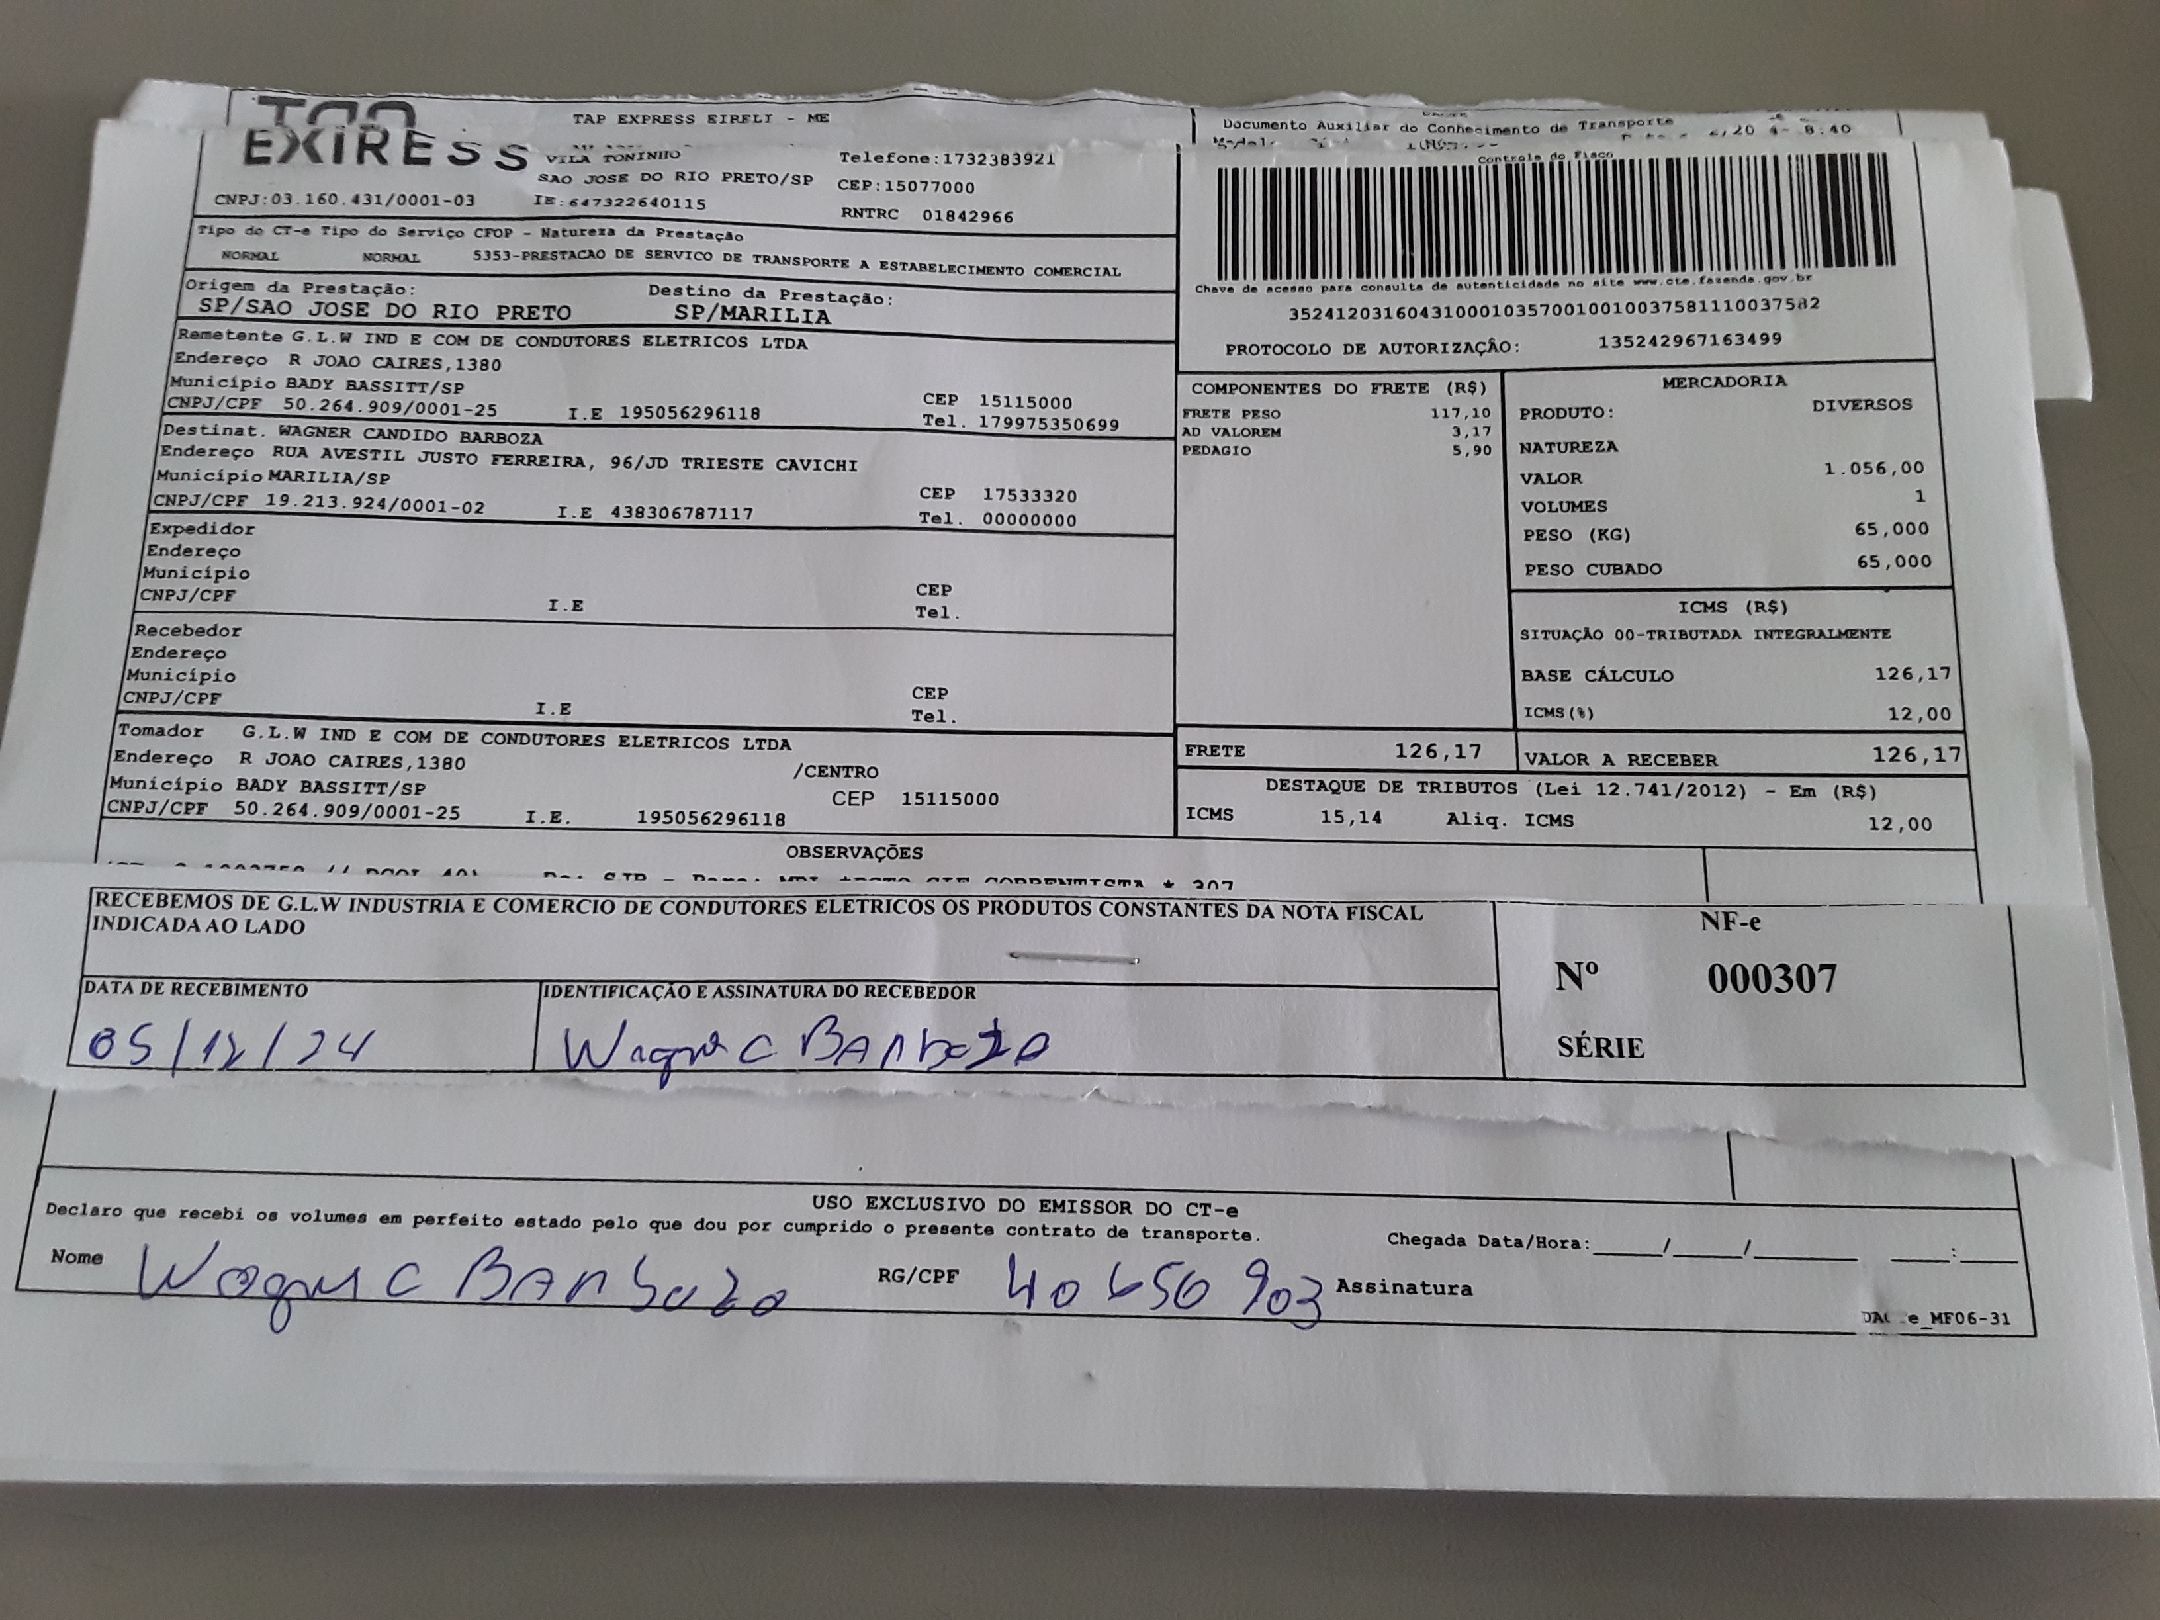 TAP
EXPRESS
TAP EXPRESS EIRELI - ME
VILA TONINHO
Telefone:1732383921
SAO JOSE DO RIO PRETO/SP
CEP:15077000
CNPJ:03.160.431/0001-03
IE:647322640115
RNTRC 01842966
Documento Auxiliar do Conhecimento de Transporte
Controle do Fisco
Chave de acesso para consulta de autenticidade no site www.cte.fazenda.gov.br
35241203160431000103570010010037581110037582
PROTOCOLO DE AUTORIZAÇÃO: 135242967163499
Tipo do CT-e Tipo do Serviço CFOP - Natureza da Prestação
NORMAL NORMAL 5353-PRESTACAO DE SERVICO DE TRANSPORTE A ESTABELECIMENTO COMERCIAL
Origem da Prestação: Destino da Prestação:
SP/SAO JOSE DO RIO PRETO SP/MARILIA
Remetente G.L.W IND E COM DE CONDUTORES ELETRICOS LTDA
Endereço R JOAO CAIRES,1380
Município BADY BASSITT/SP CEP 15115000
CNPJ/CPF 50.264.909/0001-25 I.E 195056296118 Tel. 179975350699
Destinat. WAGNER CANDIDO BARBOZA
Endereço RUA AVESTIL JUSTO FERREIRA, 96/JD TRIESTE CAVICHI
Município MARILIA/SP CEP 17533320
CNPJ/CPF 19.213.924/0001-02 I.E 438306787117 Tel. 00000000
Expedidor
Endereço
Município CEP
CNPJ/CPF I.E Tel.
Recebedor
Endereço
Município CEP
CNPJ/CPF I.E Tel.
Tomador G.L.W IND E COM DE CONDUTORES ELETRICOS LTDA
Endereço R JOAO CAIRES,1380 /CENTRO
Município BADY BASSITT/SP CEP 15115000
CNPJ/CPF 50.264.909/0001-25 I.E. 195056296118
COMPONENTES DO FRETE (R$)
FRETE PESO 117,10
AD VALOREM 3,17
PEDAGIO 5,90
MERCADORIA
PRODUTO: DIVERSOS
NATUREZA
VALOR 1.056,00
VOLUMES 1
PESO (KG) 65,000
PESO CUBADO 65,000
ICMS (R$)
SITUAÇÃO 00-TRIBUTADA INTEGRALMENTE
BASE CÁLCULO 126,17
ICMS(%) 12,00
FRETE 126,17 VALOR A RECEBER 126,17
DESTAQUE DE TRIBUTOS (Lei 12.741/2012) - Em (R$)
ICMS 15,14 Aliq. ICMS 12,00
OBSERVAÇÕES
RECEBEMOS DE G.L.W INDUSTRIA E COMERCIO DE CONDUTORES ELETRICOS OS PRODUTOS CONSTANTES DA NOTA FISCAL
INDICADA AO LADO
DATA DE RECEBIMENTO IDENTIFICAÇÃO E ASSINATURA DO RECEBEDOR
05/12/24 Wagner C Barboza
NF-e
Nº 000307
SÉRIE
USO EXCLUSIVO DO EMISSOR DO CT-e
Declaro que recebi os volumes em perfeito estado pelo que dou por cumprido o presente contrato de transporte.
Chegada Data/Hora:_____/_____/________ ____:____
Nome Wagner C Barboza RG/CPF 40650903 Assinatura
e_MF06-31